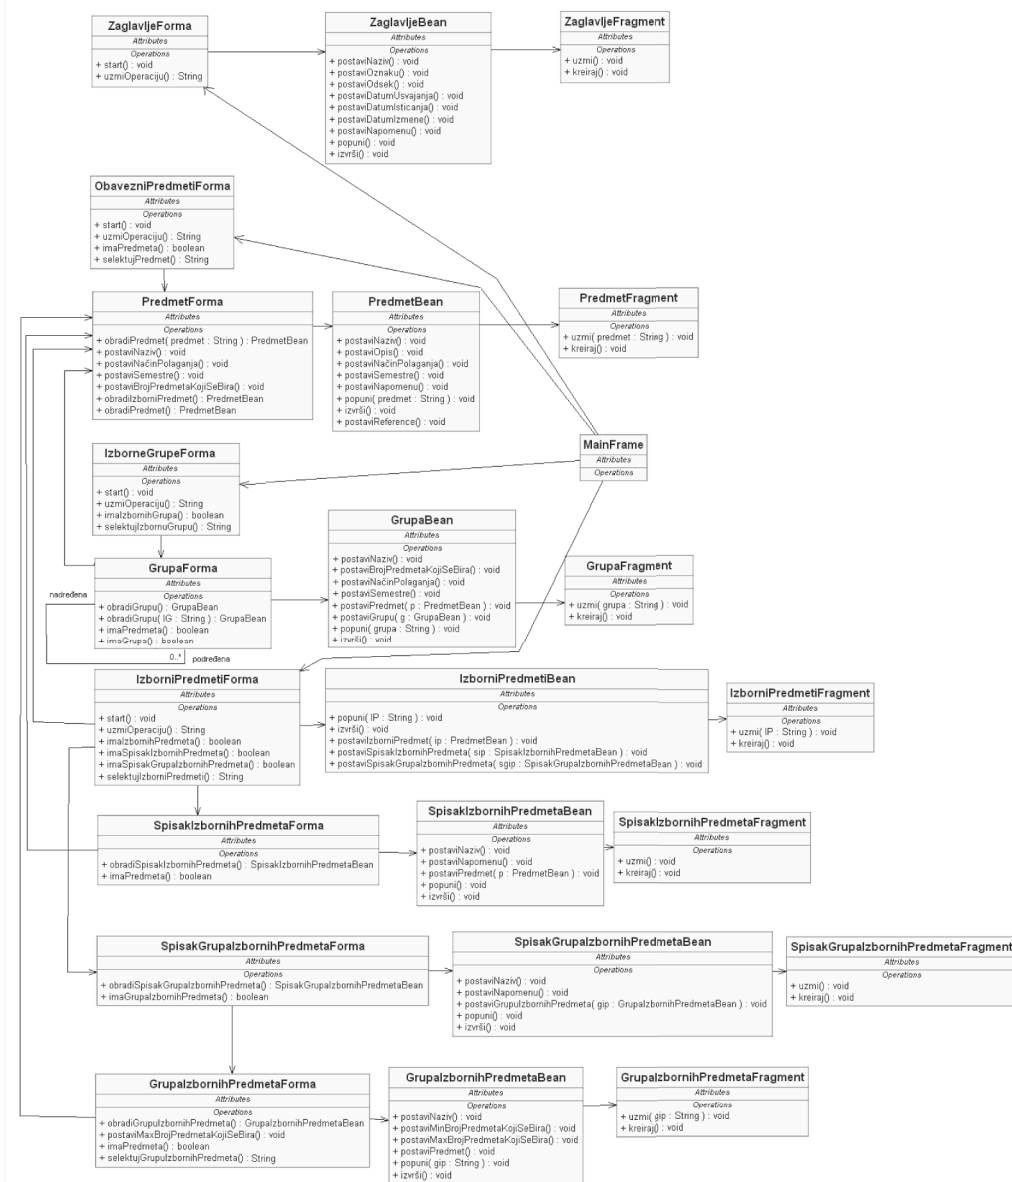 ZaglavljeForma
Attributes
Operations
+ start() : void
+ uzmiOperaciju() : String
ZaglavljeBean
Attributes
Operations
+ postaviNaziv() : void
+ postaviOznaku() : void
+ postaviOdsek() : void
+ postaviDatumUsvajanja() : void
+ postaviDatumIsticanja() : void
+ postaviDatumIzmene() : void
+ postaviNapomenu() : void
+ popuni() : void
+ izvrši() : void
ZaglavljeFragment
Attributes
Operations
+ uzmi() : void
+ kreiraj() : void
ObavezniPredmetiForma
Attributes
Operations
+ start() : void
+ uzmiOperaciju() : String
+ imaPredmeta() : boolean
+ selektujPredmet() : String
PredmetForma
Attributes
Operations
+ obradiPredmet( predmet : String ) : PredmetBean
+ postaviNaziv() : void
+ postaviNačinPolaganja() : void
+ postaviSemestre() : void
+ postaviBrojPredmetaKojiSeBira() : void
+ obradiIzborniPredmet() : PredmetBean
+ obradiPredmet() : PredmetBean
PredmetBean
Attributes
Operations
+ postaviNaziv() : void
+ postaviOpis() : void
+ postaviNačinPolaganja() : void
+ postaviSemestre() : void
+ postaviNapomenu() : void
+ popuni( predmet : String ) : void
+ izvrši() : void
+ postaviReference() : void
PredmetFragment
Attributes
Operations
+ uzmi( predmet : String ) : void
+ kreiraj() : void
MainFrame
Attributes
Operations
IzborneGrupeForma
Attributes
Operations
+ start() : void
+ uzmiOperaciju() : String
+ imaIzbornihGrupa() : boolean
+ selektujIzbornuGrupu() : String
GrupaForma
Attributes
Operations
+ obradiGrupu() : GrupaBean
+ obradiGrupu( IG : String ) : GrupaBean
+ imaPredmeta() : boolean
+ imaGrupa() : boolean
nadređena
0..*
podređena
GrupaBean
Attributes
Operations
+ postaviNaziv() : void
+ postaviBrojPredmetaKojiSeBira() : void
+ postaviNačinPolaganja() : void
+ postaviSemestre() : void
+ postaviPredmet( p : PredmetBean ) : void
+ postaviGrupu( g : GrupaBean ) : void
+ popuni( grupa : String ) : void
+ izvrši() : void
GrupaFragment
Attributes
Operations
+ uzmi( grupa : String ) : void
+ kreiraj() : void
IzborniPredmetiForma
Attributes
Operations
+ start() : void
+ uzmiOperaciju() : String
+ imaIzbornihPredmeta() : boolean
+ imaSpisakIzbornihPredmeta() : boolean
+ imaSpisakGrupaIzbornihPredmeta() : boolean
+ selektujIzborniPredmeti() : String
IzborniPredmetiBean
Attributes
Operations
+ popuni( IP : String ) : void
+ izvrši() : void
+ postaviIzborniPredmet( ip : PredmetBean ) : void
+ postaviSpisakIzbornihPredmeta( sip : SpisakIzbornihPredmetaBean ) : void
+ postaviSpisakGrupaIzbornihPredmeta( sgip : SpisakGrupaIzbornihPredmetaBean ) : void
IzborniPredmetiFragment
Attributes
Operations
+ uzmi( IP : String ) : void
+ kreiraj() : void
SpisakIzbornihPredmetaForma
Attributes
Operations
+ obradiSpisakIzbornihPredmeta() : SpisakIzbornihPredmetaBean
+ imaPredmeta() : boolean
SpisakIzbornihPredmetaBean
Attributes
Operations
+ postaviNaziv() : void
+ postaviNapomenu() : void
+ postaviPredmet( p : PredmetBean ) : void
+ popuni() : void
+ izvrši() : void
SpisakIzbornihPredmetaFragment
Attributes
Operations
+ uzmi() : void
+ kreiraj() : void
SpisakGrupaIzbornihPredmetaForma
Attributes
Operations
+ obradiSpisakGrupaIzbornihPredmeta() : SpisakGrupaIzbornihPredmetaBean
+ imaGrupaIzbornihPredmeta() : boolean
SpisakGrupaIzbornihPredmetaBean
Attributes
Operations
+ postaviNaziv() : void
+ postaviNapomenu() : void
+ postaviGrupuIzbornihPredmeta( gip : GrupaIzbornihPredmetaBean ) : void
+ popuni() : void
+ izvrši() : void
SpisakGrupaIzbornihPredmetaFragment
Attributes
Operations
+ uzmi() : void
+ kreiraj() : void
GrupaIzbornihPredmetaForma
Attributes
Operations
+ obradiGrupuIzbornihPredmeta() : GrupaIzbornihPredmetaBean
+ postaviMaxBrojPredmetaKojiSeBira() : void
+ imaPredmeta() : boolean
+ selektujGrupuIzbornihPredmeta() : String
GrupaIzbornihPredmetaBean
Attributes
Operations
+ postaviNaziv() : void
+ postaviMinBrojPredmetaKojiSeBira() : void
+ postaviMaxBrojPredmetaKojiSeBira() : void
+ postaviPredmet() : void
+ popuni( gip : String ) : void
+ izvrši() : void
GrupaIzbornihPredmetaFragment
Attributes
Operations
+ uzmi( gip : String ) : void
+ kreiraj() : void